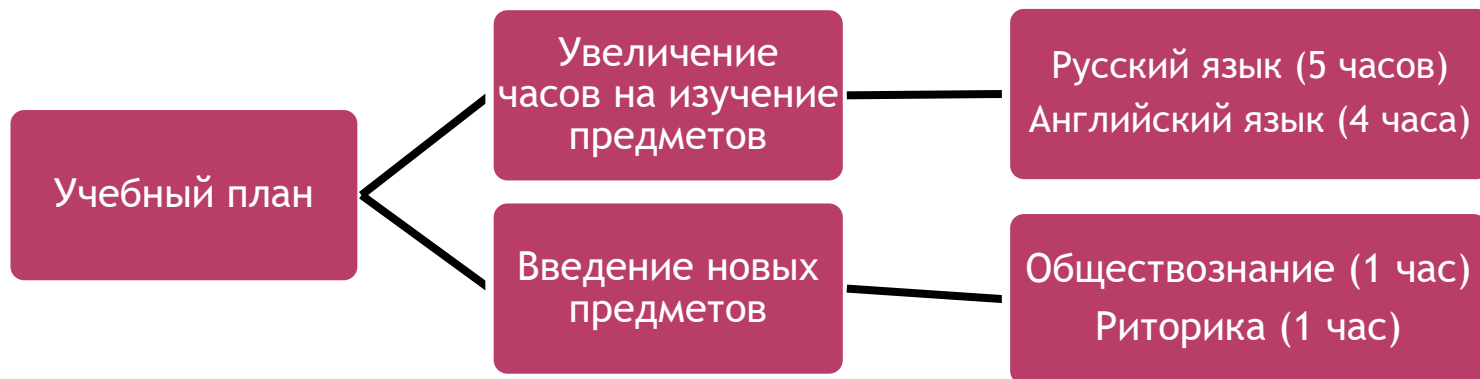 Учебный план
Увеличение
часов на изучение
предметов
Русский язык (5 часов)
Английский язык (4 часа)
Введение новых
предметов
Обществознание (1 час)
Риторика (1 час)